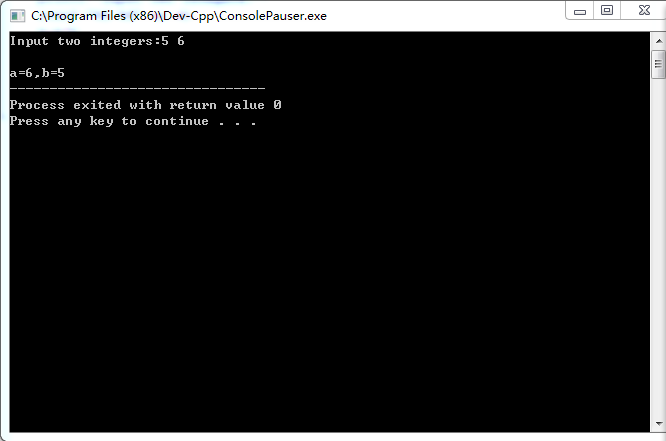 C:\Program Files (x86)\Dev-Cpp\ConsolePauser.exe
Input two integers:5 6
a=6,b=5
--------------------------------
Process exited with return value 0
Press any key to continue . . .